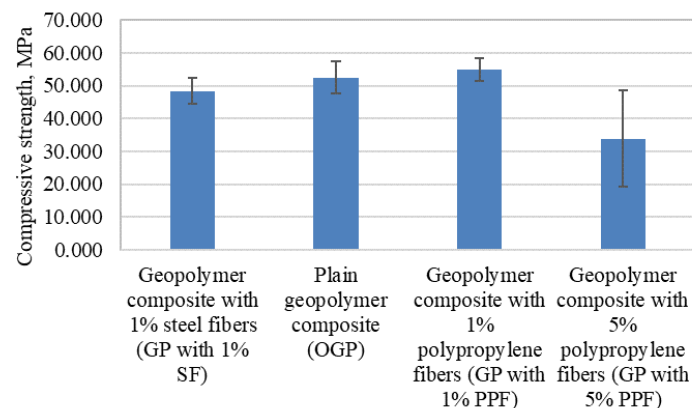 Compressive strength, MPa
70.000
60.000
50.000
40.000
30.000
20.000
10.000
0.000
Geopolymer
composite with
1% steel fibers
(GP with 1%
SF)
Plain
geopolymer
composite
(OGP)
Geopolymer
composite with
1%
polypropylene
fibers (GP with
1% PPF)
Geopolymer
composite with
5%
polypropylene
fibers (GP with
5% PPF)